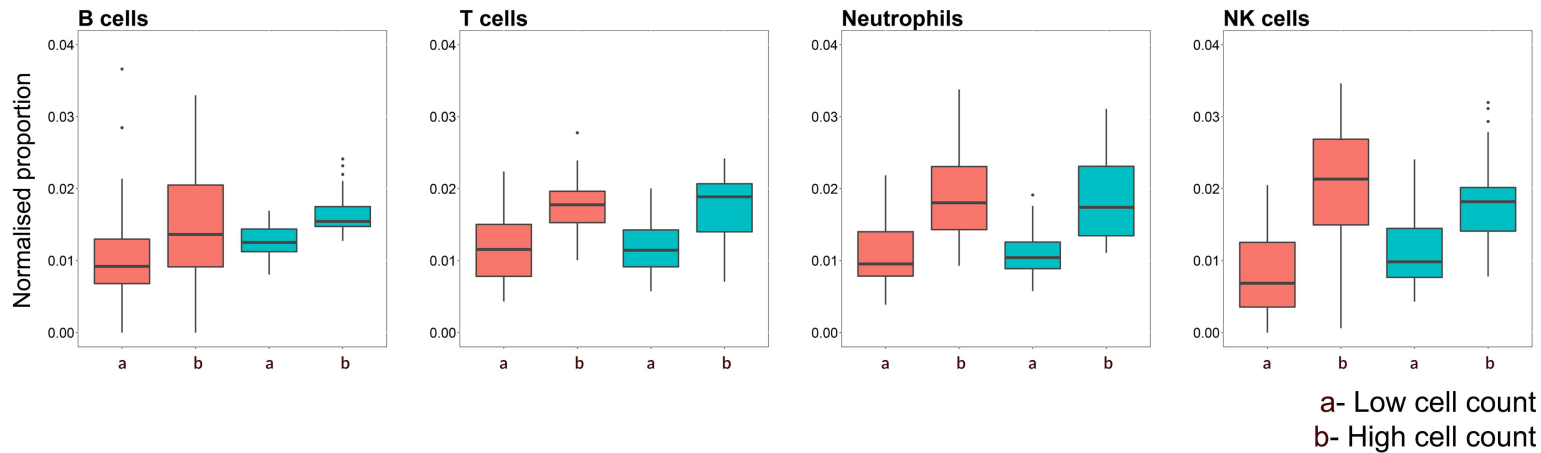 B cells
T cells
Neutrophils
NK cells
Normalised proportion
0.04
0.03
0.02
0.01
0.00
a b a b
0.04
0.03
0.02
0.01
0.00
a b a b
0.04
0.03
0.02
0.01
0.00
a b a b
0.04
0.03
0.02
0.01
0.00
a b a b
a- Low cell count
b- High cell count